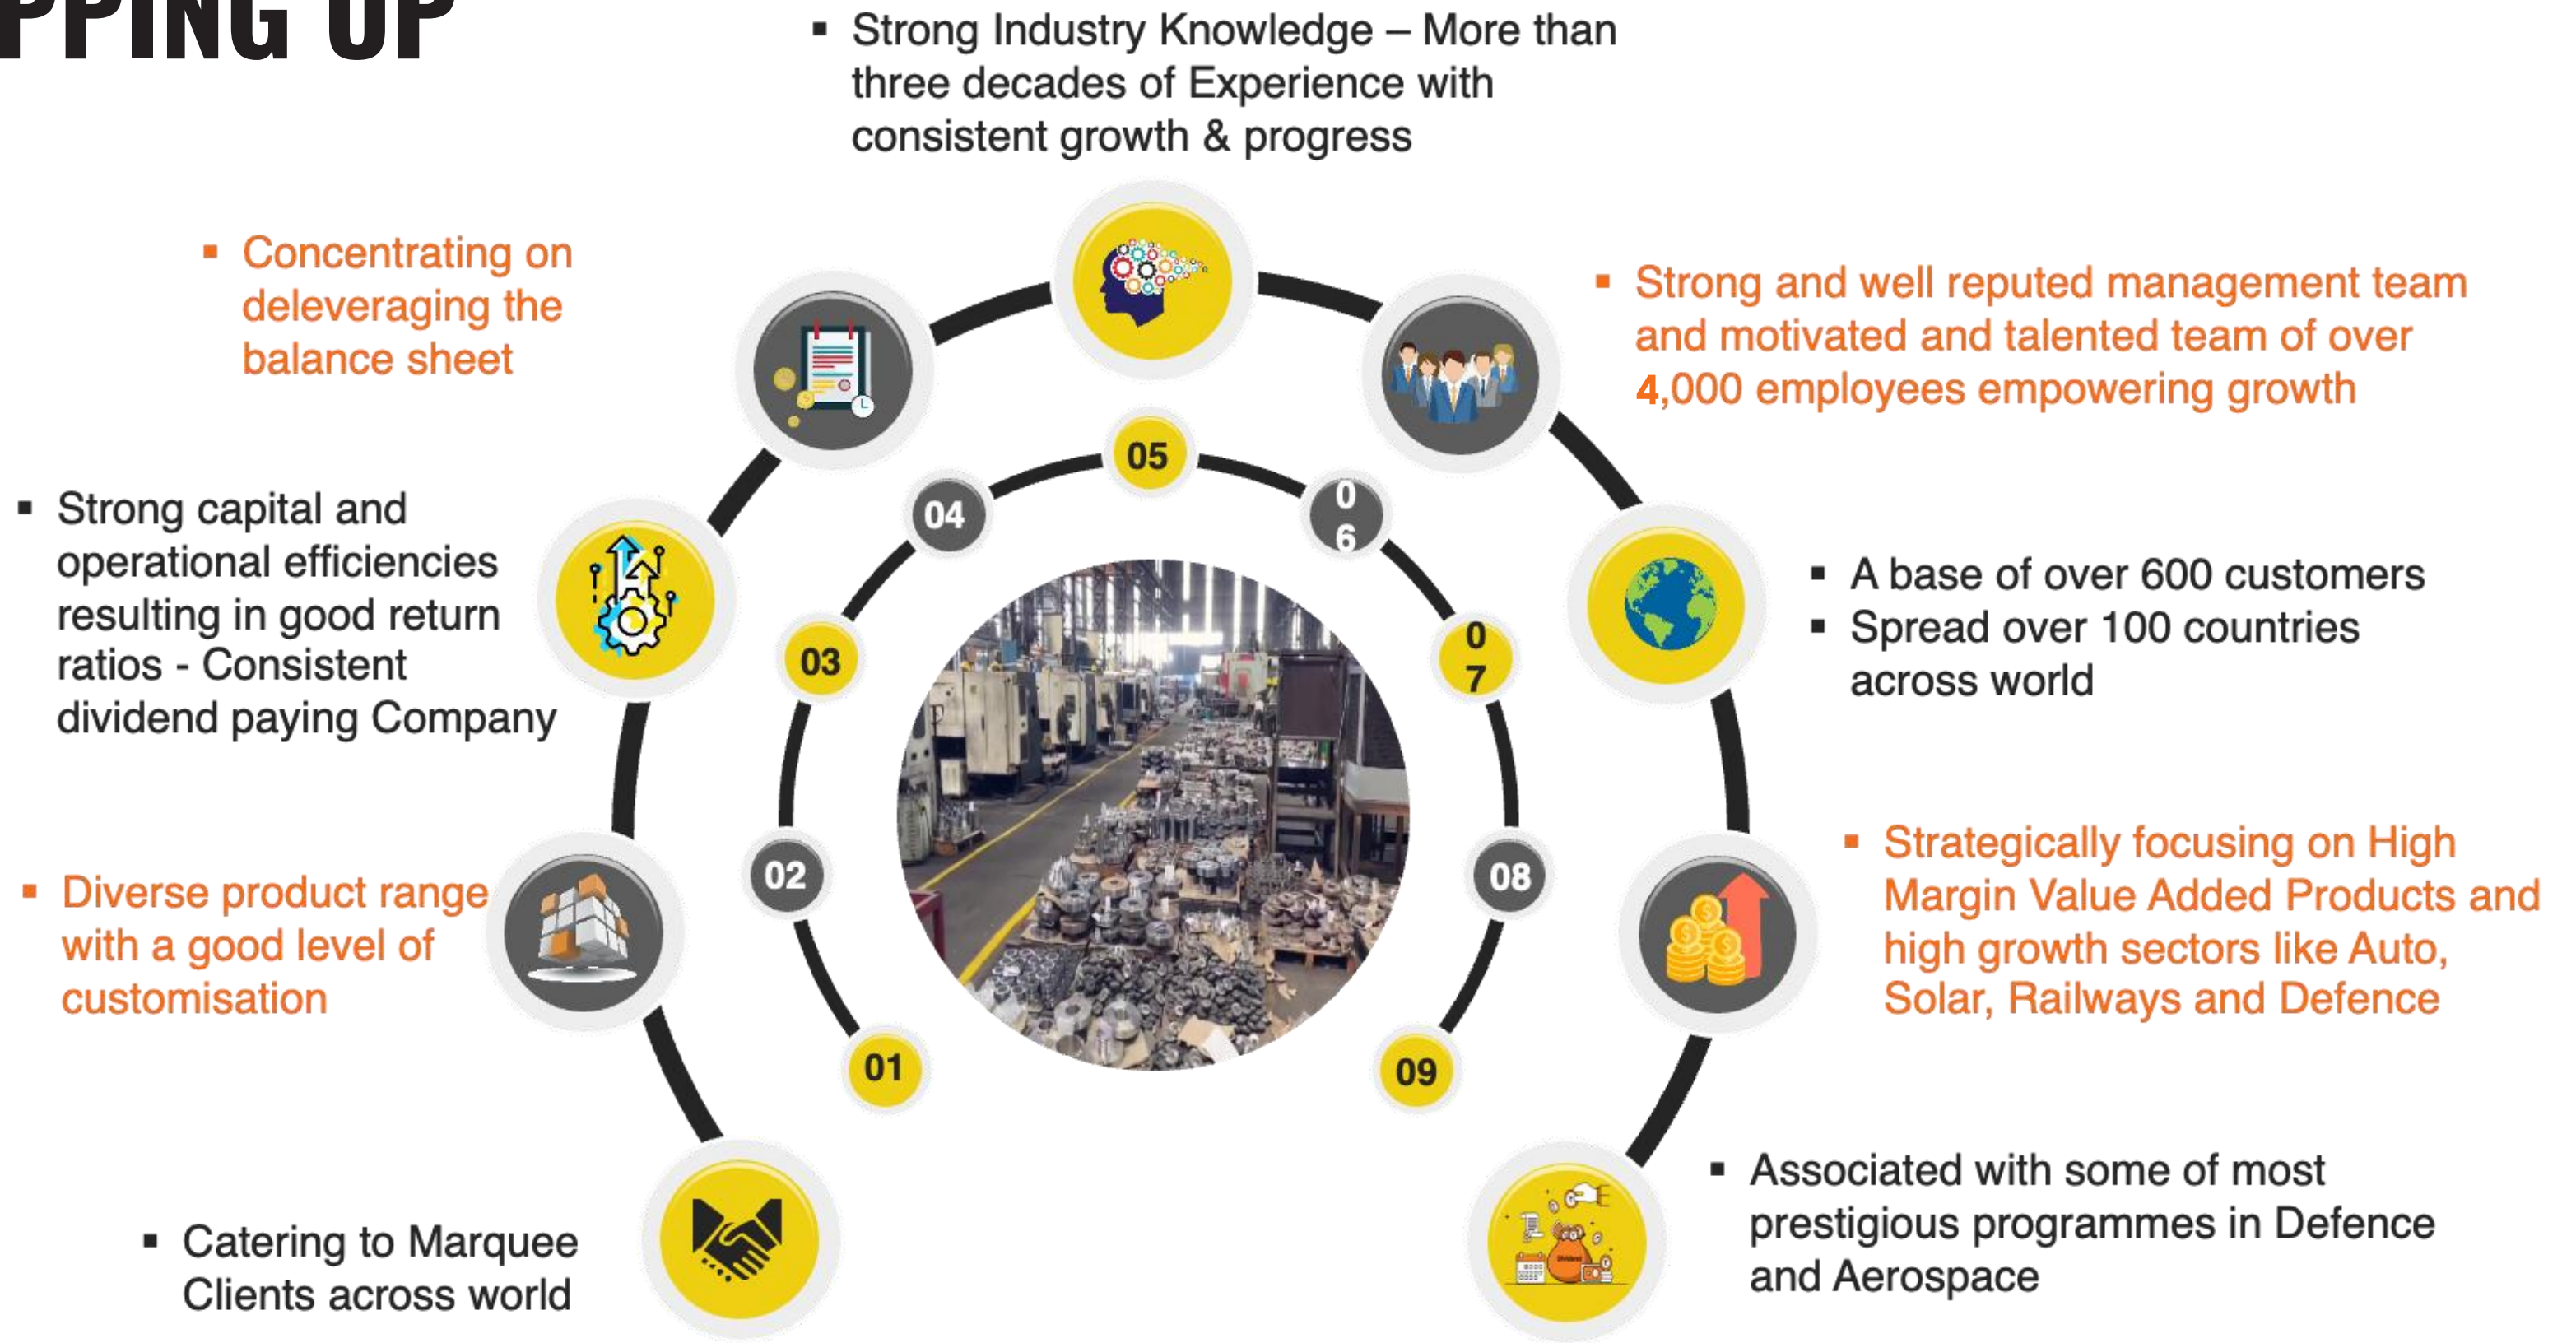 PPING UP
▪ Strong Industry Knowledge – More than
three decades of Experience with
consistent growth & progress
▪ Concentrating on
deleveraging the
balance sheet
▪ Strong and well reputed management team
and motivated and talented team of over
4,000 employees empowering growth
▪ Strong capital and
operational efficiencies
resulting in good return
ratios - Consistent
dividend paying Company
▪ A base of over 600 customers
▪ Spread over 100 countries
across world
▪ Diverse product range
with a good level of
customisation
▪ Strategically focusing on High
Margin Value Added Products and
high growth sectors like Auto,
Solar, Railways and Defence
▪ Catering to Marquee
Clients across world
▪ Associated with some of most
prestigious programmes in Defence
and Aerospace
01
02
03
04
05
0
6
0
7
08
09
Dividend